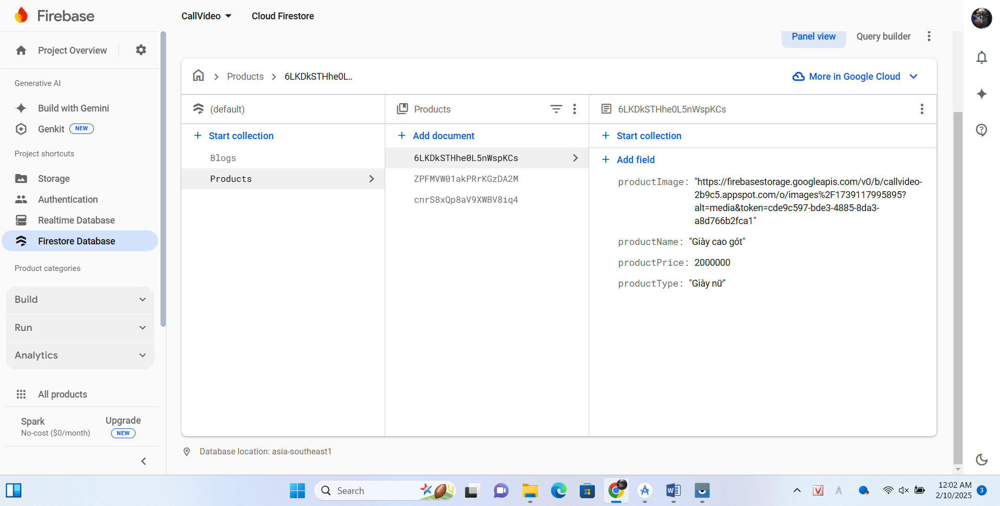 Firebase
CallVideo
Cloud Firestore
Project Overview
Generative AI
Build with Gemini
Genkit NEW
Project shortcuts
Storage
Authentication
Realtime Database
Firestore Database
Product categories
Build
Run
Analytics
All products
Spark
No-cost ($0/month)
Upgrade
NEW
Panel view
Query builder
Products
6LKDkSTHhe0L..
More in Google Cloud
(default)
Start collection
Blogs
Products
Products
Add document
6LKDkSTHhe0L5nWspKCs
ZPFMVW01akPRrKGzDA2M
cnrS8xQp8aV9XWBV8iq4
6LKDkSTHhe0L5nWspKCs
Start collection
Add field
productImage: "https://firebasestorage.googleapis.com/v0/b/callvideo-
2b9c5.appspot.com/o/images%2F1739117995895?
alt=media&token=cde9c597-bde3-4885-8da3-
a8d766b2fca1"
productName: "Giày cao gót"
productPrice: 2000000
productType: "Giày nữ"
Database location: asia-southeast1
Search
12:02 AM
2/10/2025
3